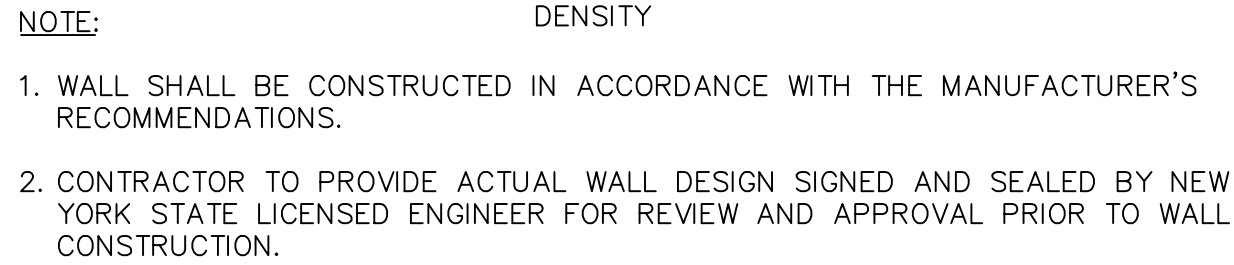 DENSITY
NOTE:
1. WALL SHALL BE CONSTRUCTED IN ACCORDANCE WITH THE MANUFACTURER'S
RECOMMENDATIONS.
2. CONTRACTOR TO PROVIDE ACTUAL WALL DESIGN SIGNED AND SEALED BY NEW
YORK STATE LICENSED ENGINEER FOR REVIEW AND APPROVAL PRIOR TO WALL
CONSTRUCTION.